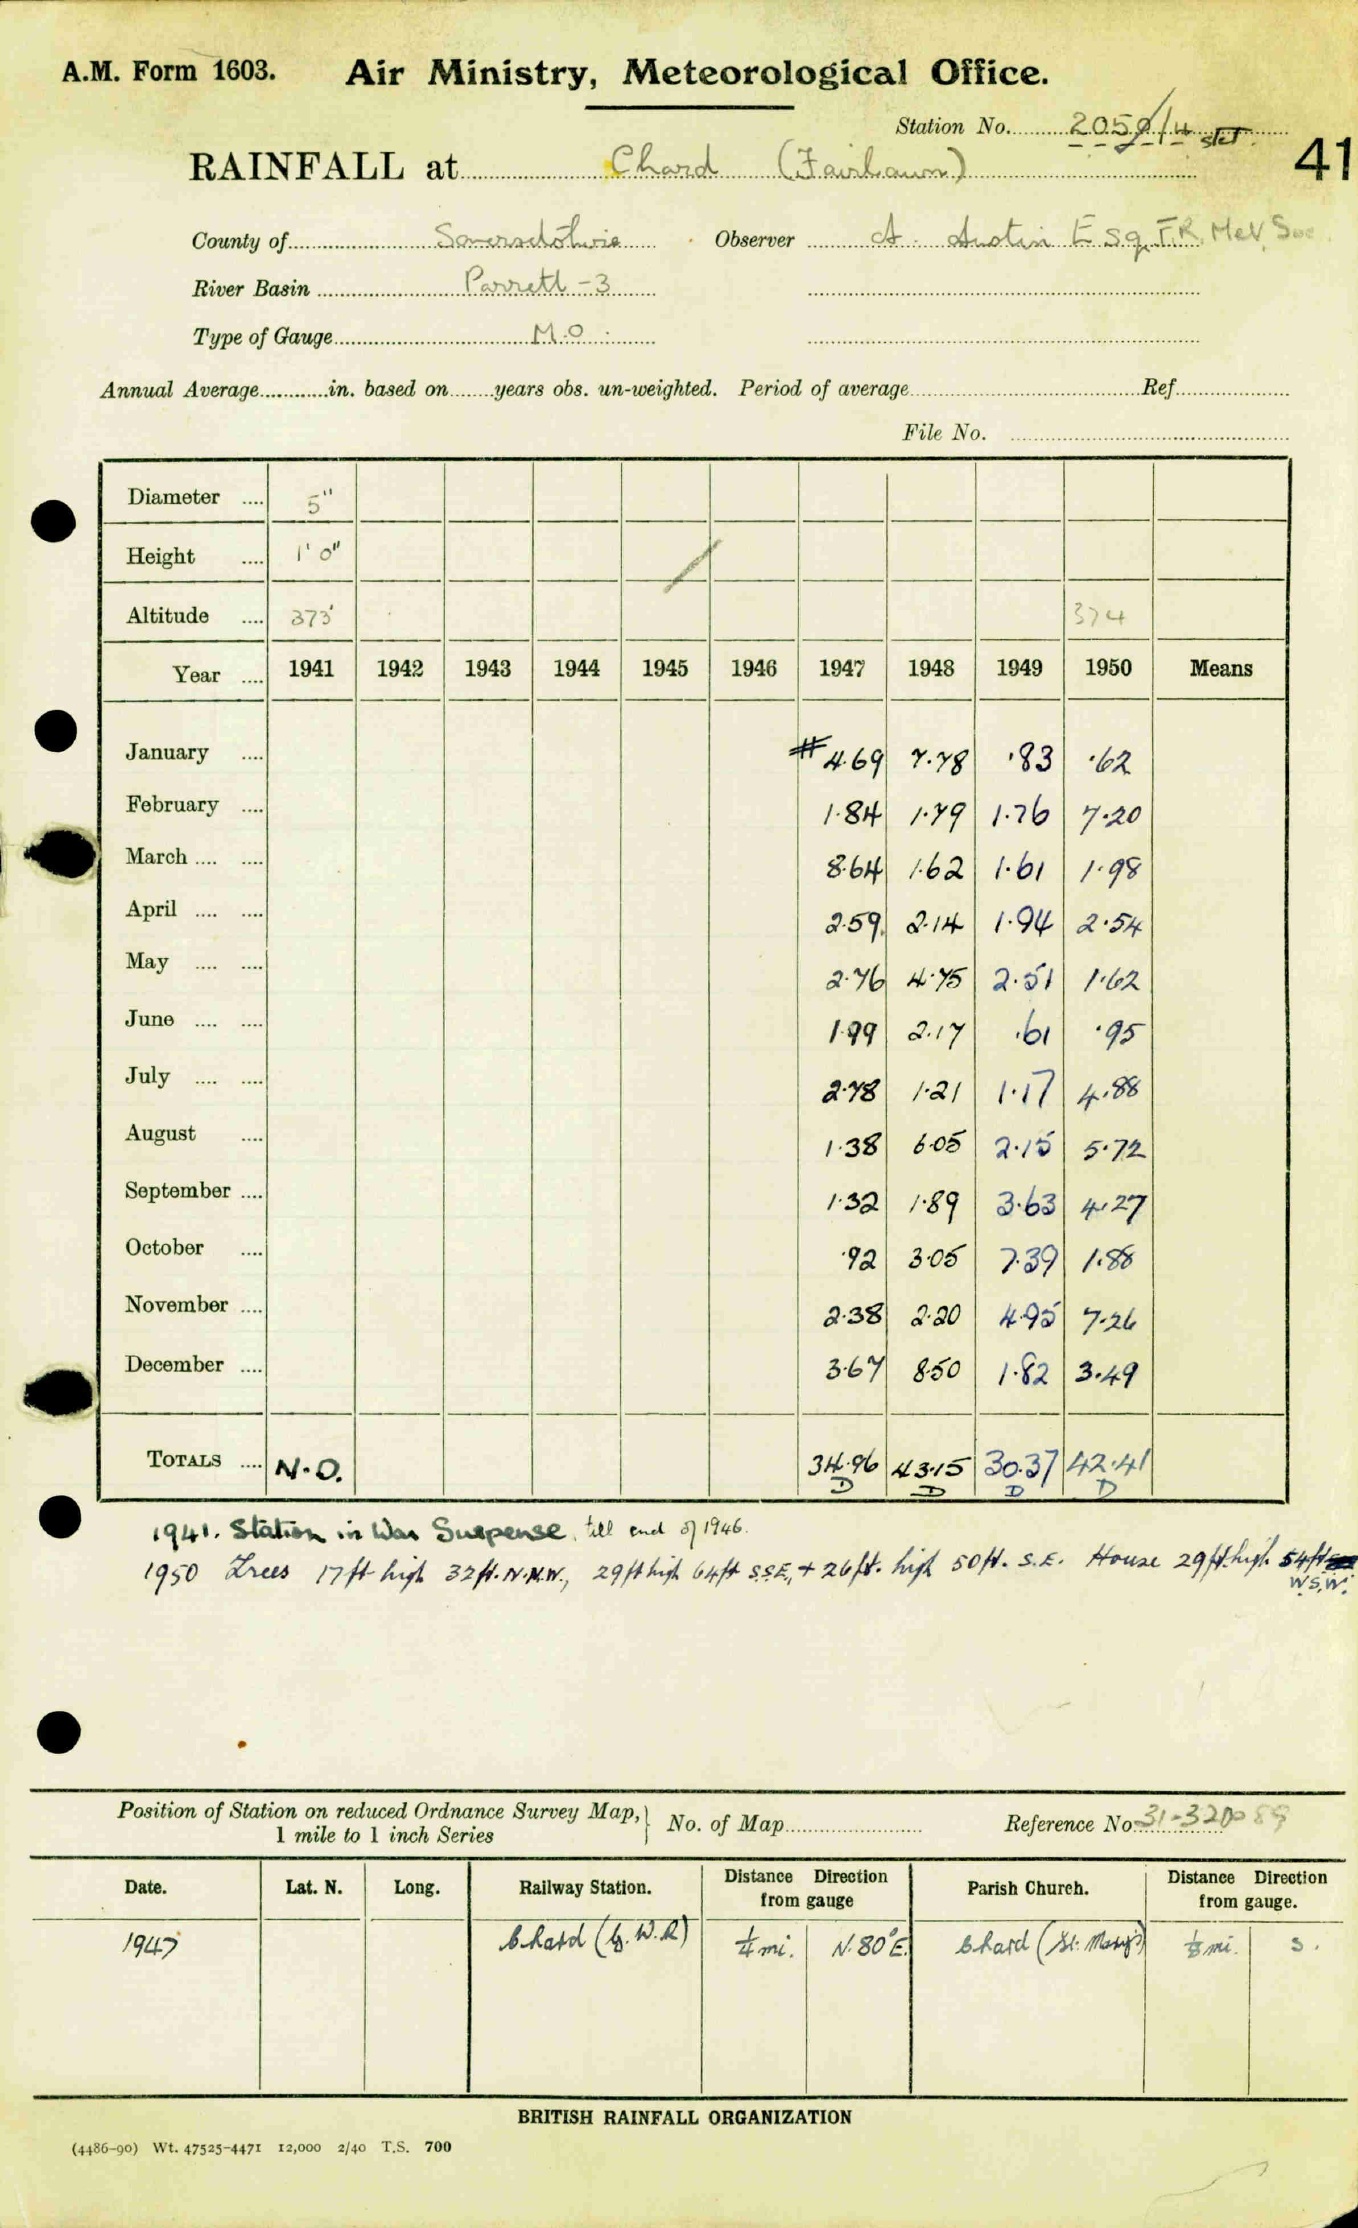 A.M. Form 1603. Air Ministry, Meteorological Office.
Station No. 2059/4 stet.
41
RAINFALL at Chard (Fairlawn)
County of Somersetshire Observer A. Austin Esq. F.R. Met. Soc.
River Basin Parrett - 3
Type of Gauge M.O.
Annual Average in. based on years obs. un-weighted. Period of average Ref
File No.
Diameter 5"
Height 1' 0"
Altitude 373' 374
Year 1941 1942 1943 1944 1945 1946 1947 1948 1949 1950 Means
January # 4.69 7.78 .83 .62
February 1.84 1.79 1.76 7.20
March 8.64 1.62 1.61 1.98
April 2.59 2.14 1.94 2.54
May 2.76 4.75 2.51 1.62
June 1.99 2.17 .61 .95
July 2.78 1.21 1.17 4.88
August 1.38 6.05 2.15 5.72
September 1.32 1.89 3.63 4.27
October .92 3.05 7.39 1.88
November 2.38 2.20 4.95 7.26
December 3.67 8.50 1.82 3.49
TOTALS N.O. 34.96 43.15 30.37 42.41
D D D D
1941. Station in War Suspense till end of 1946.
1950 Trees 17ft high 32ft. N.N.W., 29ft high 64ft S.S.E., + 26ft. high 50ft. S.E. House 29ft. high 54ft
W.S.W.
Position of Station on reduced Ordnance Survey Map, 1 mile to 1 inch Series No. of Map Reference No 31-320089
Date. Lat. N. Long. Railway Station. Distance Direction from gauge Parish Church. Distance Direction from gauge.
1947 Chard (G.W.R) ¼ mi. N.80°E. Chard (St. Mary's) ⅛ mi. S.
BRITISH RAINFALL ORGANIZATION
(4486-90) Wt. 47525-4471 12,000 2/40 T.S. 700